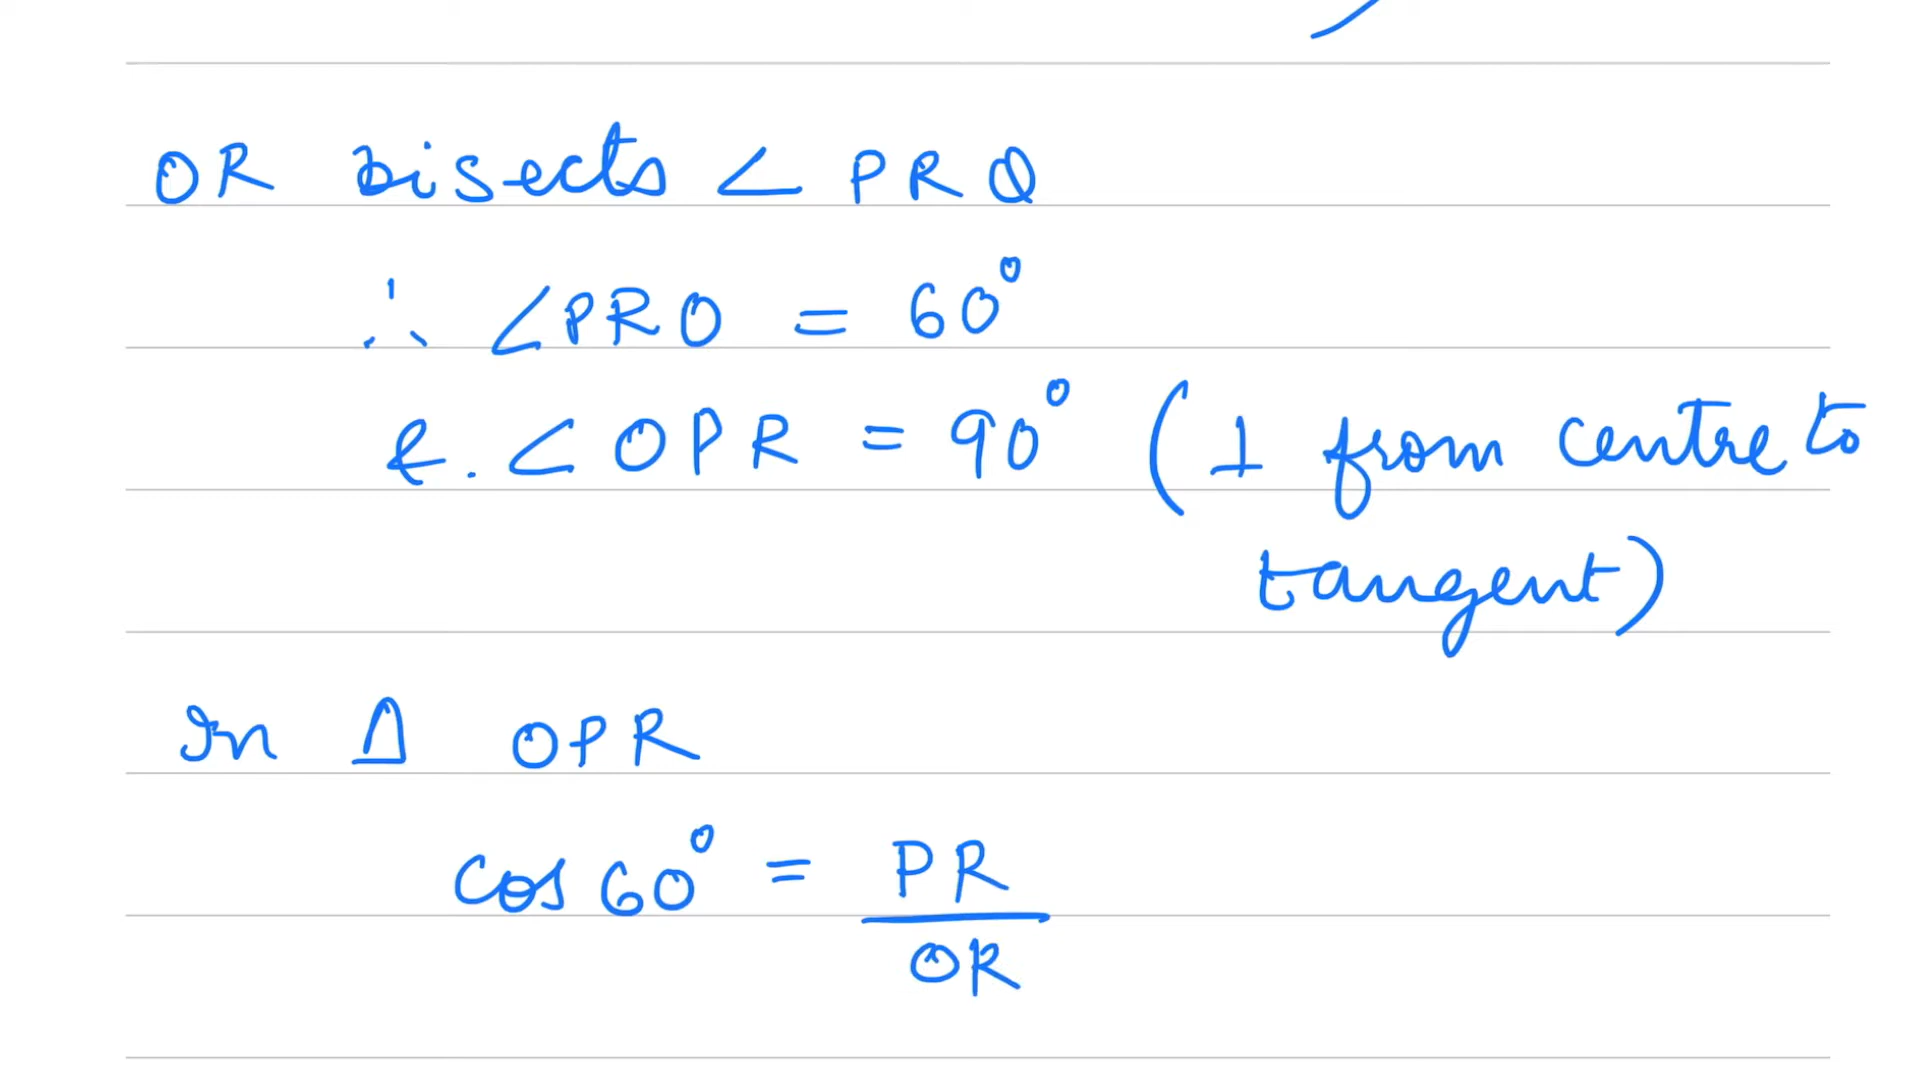 OR bisects ∠ PRQ
∴ ∠PRO = 60°
&. ∠ OPR = 90° (⊥ from centre to
tangent)
In Δ OPR
cos 60° = PR
OR